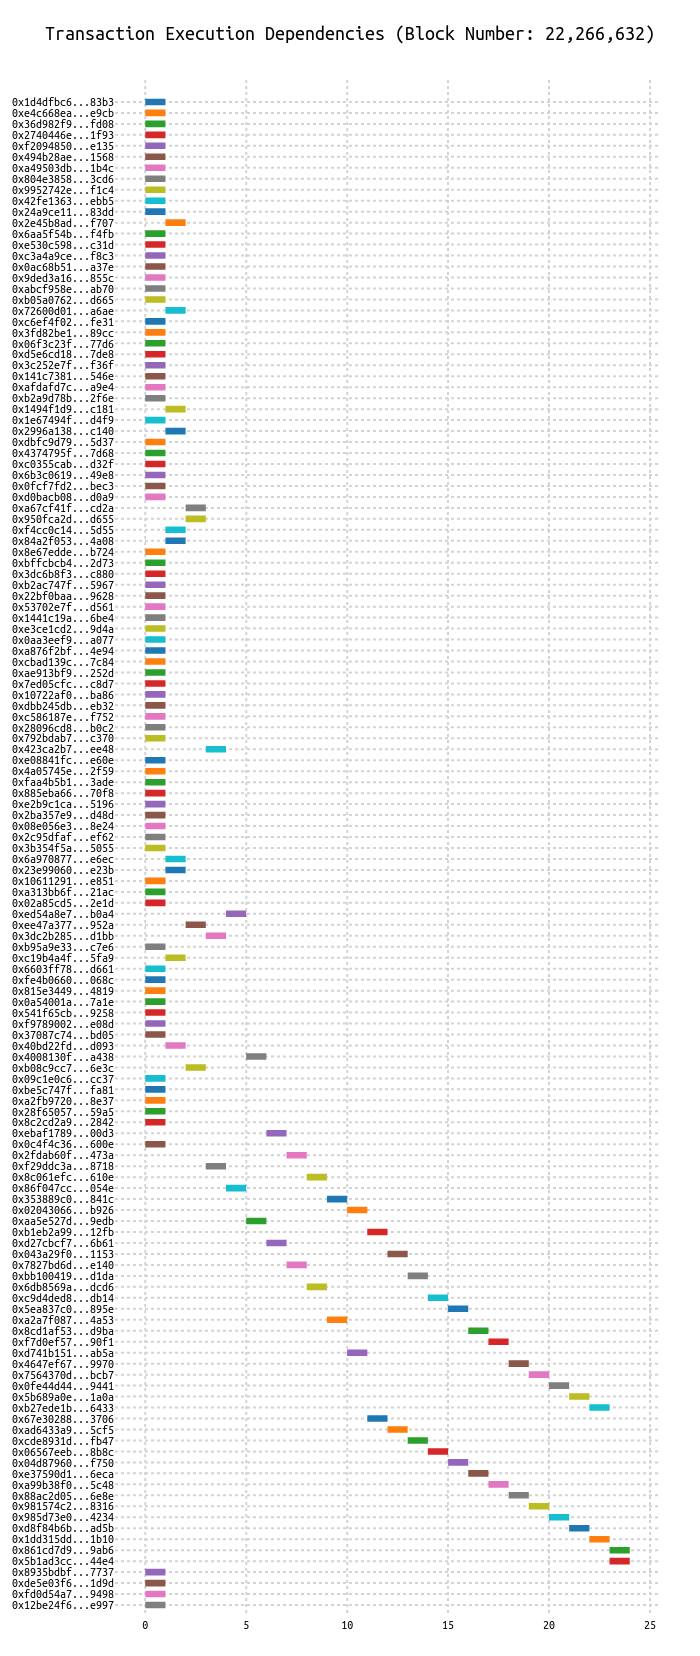 Transaction Execution Dependencies (Block Number: 22,266,632)
0x1d4dfbc6...83b3
0xe4c668ea...e9cb
0x36d982f9...fd08
0x2740446e...1f93
0xf2094850...e135
0x494b28ae...1568
0xa49503db...1b4c
0x804e3858...3cd6
0x9952742e...f1c4
0x42fe1363...ebb5
0x24a9ce11...83dd
0x2e45b8ad...f707
0x6aa5f54b...f4fb
0xe530c598...c31d
0xc3a4a9ce...f8c3
0x0ac68b51...a37e
0x9ded3a16...855c
0xabcf958e...ab70
0xb05a0762...d665
0x72600d01...a6ae
0xc6ef4f02...fe31
0x3fd82be1...89cc
0x06f3c23f...77d6
0xd5e6cd18...7de8
0x3c252e7f...f36f
0x141c7381...546e
0xafdafd7c...a9e4
0xb2a9d78b...2f6e
0x1494f1d9...c181
0x1e67494f...d4f9
0x2996a138...c140
0xdbfc9d79...5d37
0x4374795f...7d68
0xc0355cab...d32f
0x6b3c0619...49e8
0x0fcf7fd2...bec3
0xd0bacb08...d0a9
0xa67cf41f...cd2a
0x950fca2d...d655
0xf4cc0c14...5d55
0x84a2f053...4a08
0x8e67edde...b724
0xbffcbcb4...2d73
0x3dc6b8f3...c880
0xb2ac747f...5967
0x22bf0baa...9628
0x53702e7f...d561
0x1441c19a...6be4
0xe3ce1cd2...9d4a
0x0aa3eef9...a077
0xa876f2bf...4e94
0xcbad139c...7c84
0xae913bf9...252d
0x7ed05cfc...c8d7
0x10722af0...ba86
0xdbb245db...eb32
0xc586187e...f752
0x28096cd8...b0c2
0x792bdab7...c370
0x423ca2b7...ee48
0xe08841fc...e60e
0x4a05745e...2f59
0xfaa4b5b1...3ade
0x885eba66...70f8
0xe2b9c1ca...5196
0x2ba357e9...d48d
0x08e056e3...8e24
0x2c95dfaf...ef62
0x3b354f5a...5055
0x6a970877...e6ec
0x23e99060...e23b
0x10611291...e851
0xa313bb6f...21ac
0x02a85cd5...2e1d
0xed54a8e7...b0a4
0xee47a377...952a
0x3dc2b285...d1bb
0xb95a9e33...c7e6
0xc19b4a4f...5fa9
0x6603ff78...d661
0xfe4b0660...068c
0x815e3449...4819
0x0a54001a...7a1e
0x541f65cb...9258
0xf9789002...e08d
0x37087c74...bd05
0x40bd22fd...d093
0x4008130f...a438
0xb08c9cc7...6e3c
0x09c1e0c6...cc37
0xbe5c747f...fa81
0xa2fb9720...8e37
0x28f65057...59a5
0x8c2cd2a9...2842
0xebaf1789...00d3
0x0c4f4c36...600e
0x2fdab60f...473a
0xf29ddc3a...8718
0x8c061efc...610e
0x86f047cc...054e
0x353889c0...841c
0x02043066...b926
0xaa5e527d...9edb
0xb1eb2a99...12fb
0xd27cbcf7...6b61
0x043a29f0...1153
0x7827bd6d...e140
0xbb100419...d1da
0x6db8569a...dcd6
0xc9d4ded8...db14
0x5ea837c0...895e
0xa2a7f087...4a53
0x8cd1af53...d9ba
0xf7d0ef57...90f1
0xd741b151...ab5a
0x4647ef67...9970
0x7564370d...bcb7
0x0fe44d44...9441
0x5b689a0e...1a0a
0xb27ede1b...6433
0x67e30288...3706
0xad6433a9...5cf5
0xcde8931d...fb47
0x06567eeb...8b8c
0x04d87960...f750
0xe37590d1...6eca
0xa99b38f0...5c48
0x88ac2d05...6e8e
0x981574c2...8316
0x985d73e0...4234
0xd8f84b6b...ad5b
0x1dd315dd...1b10
0x861cd7d9...9ab6
0x5b1ad3cc...44e4
0x8935bdbf...7737
0xde5e03f6...1d9d
0xfd0d54a7...9498
0x12be24f6...e997
0 5 10 15 20 25